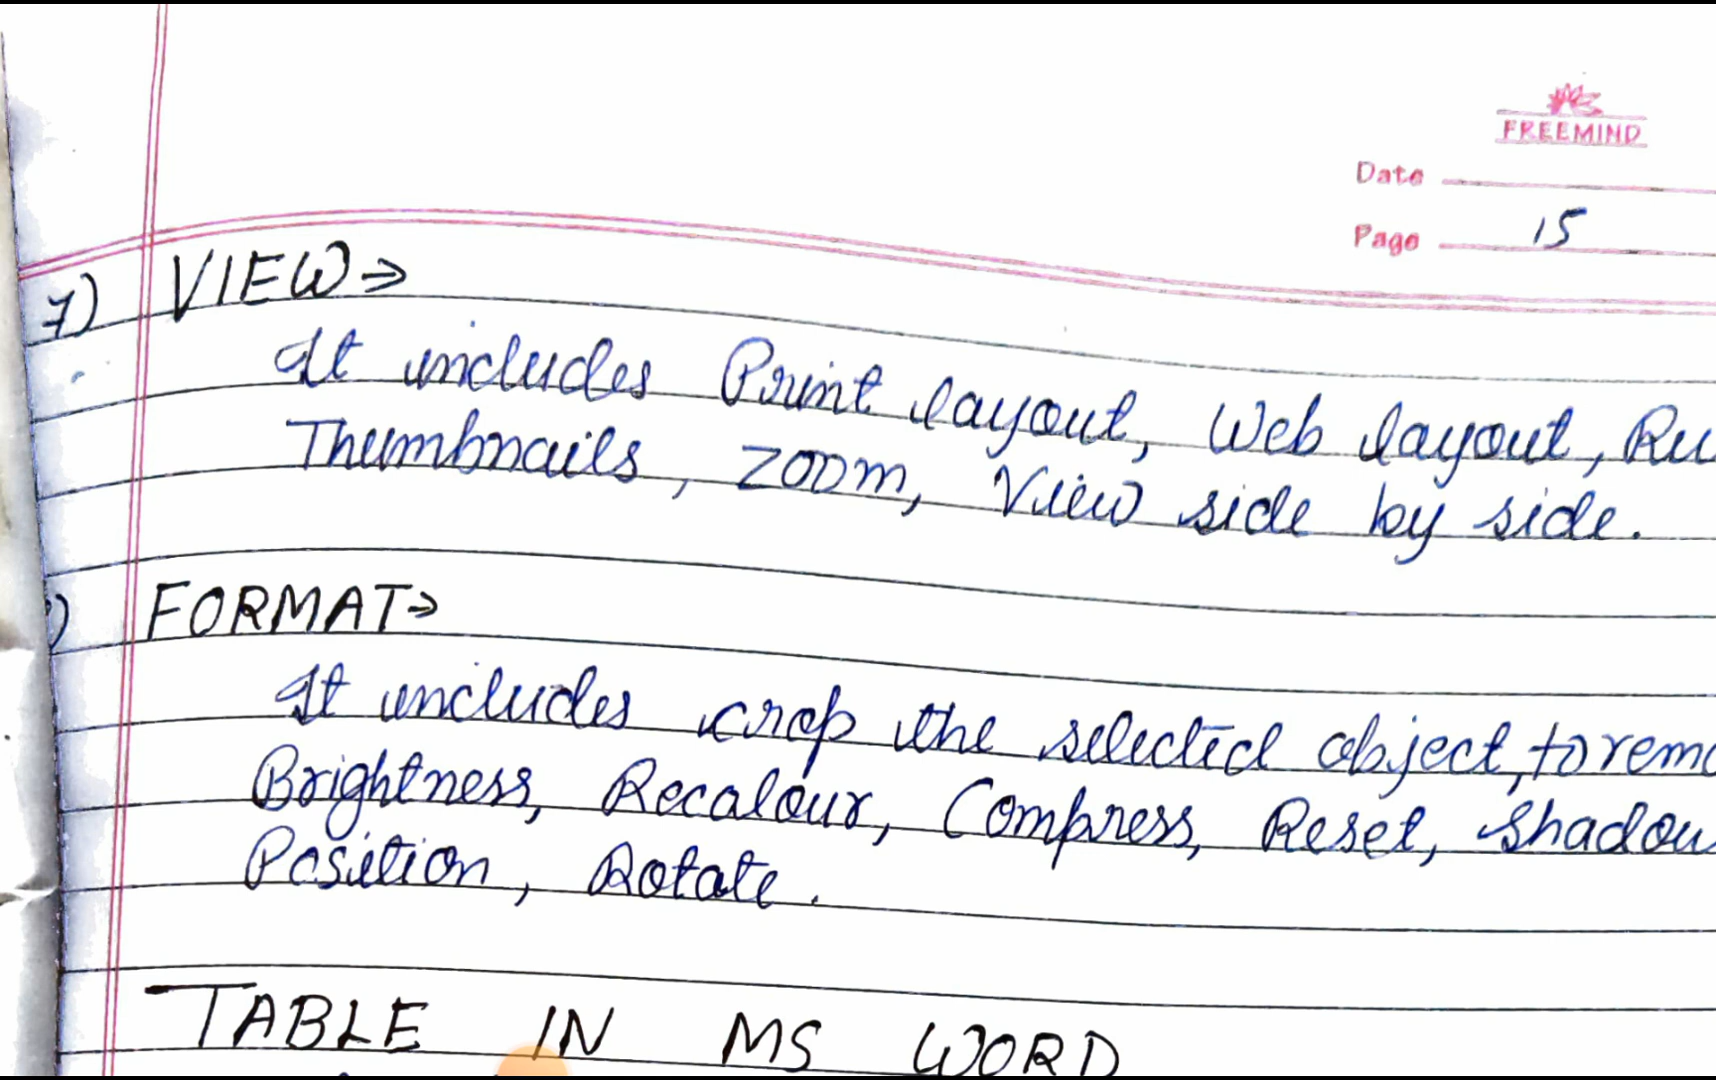 FREEMIND
Date
Page 15
7) VIEW⇒
It includes Print layout, Web layout,
Thumbnails, Zoom, View side by side.
FORMAT⇒
It includes crop the selected object, to
Brightness, Recalour, Compress, Reset,
Position, Rotate.
TABLE IN MS WORD